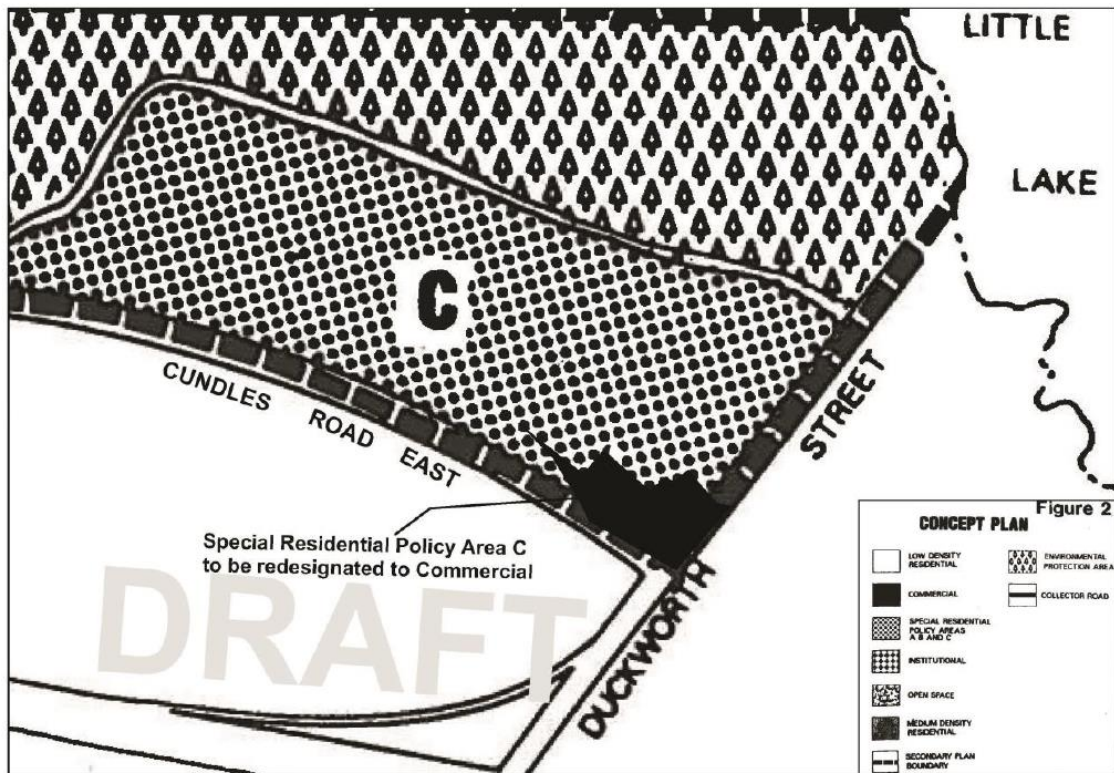 LITTLE
LAKE
C
CUNDLES ROAD EAST
STREET
DUCKWORTH
Special Residential Policy Area C
to be redesignated to Commercial
DRAFT
Figure 2
CONCEPT PLAN
LOW DENSITY
RESIDENTIAL
COMMERCIAL
SPECIAL RESIDENTIAL
POLICY AREAS
A B AND C
INSTITUTIONAL
OPEN SPACE
MEDIUM DENSITY
RESIDENTIAL
SECONDARY PLAN
BOUNDARY
ENVIRONMENTAL
PROTECTION AREA
COLLECTOR ROAD